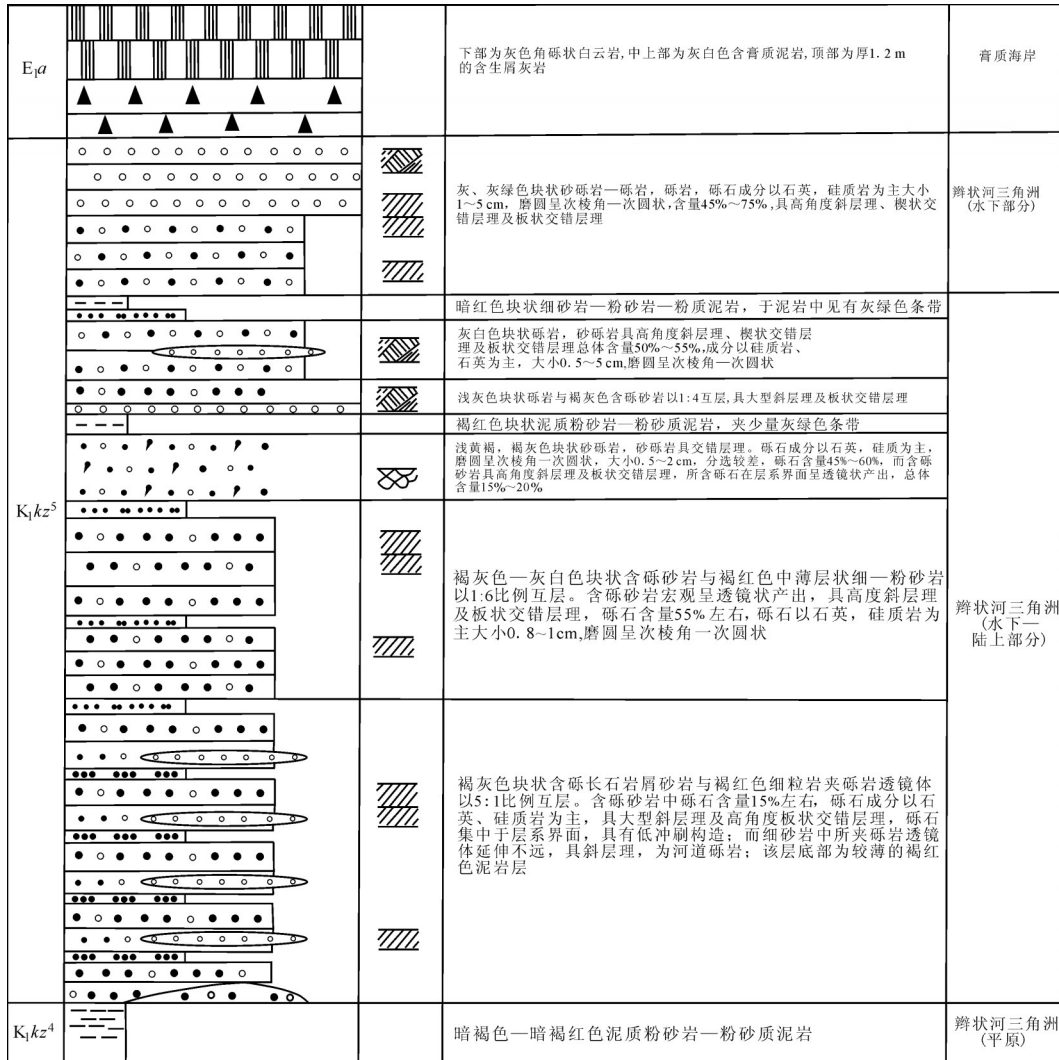 E₁a
下部为灰色角砾状白云岩,中上部为灰白色含膏质泥岩,顶部为厚1.2 m
的含生屑灰岩
膏质海岸
灰、灰绿色块状砂砾岩—砾岩，砾岩，砾石成分以石英，硅质岩为主大小
1~5 cm，磨圆呈次棱角—次圆状,含量45%~75%,具高角度斜层理、楔状交
错层理及板状交错层理
辫状河三角洲
(水下部分)
K₁kz⁵
暗红色块状细砂岩—粉砂岩—粉质泥岩，于泥岩中见有灰绿色条带
灰白色块状砾岩，砂砾岩具高角度斜层理、楔状交错层
理及板状交错层理总体含量50%~55%,成分以硅质岩、
石英为主，大小0.5~5 cm,磨圆呈次棱角—次圆状
浅灰色块状砾岩与褐灰色含砾砂岩以1:4互层,具大型斜层理及板状交错层理
褐红色块状泥质粉砂岩—粉砂质泥岩，夹少量灰绿色条带
浅黄褐，褐灰色块状砂砾岩，砂砾岩具交错层理。砾石成分以石英，硅质为主，
磨圆呈次棱角一次圆状，大小0.5~2 cm，分选较差，砾石含量45%~60%，而含砾
砂岩具高角度斜层理及板状交错层理，所含砾石在层系界面呈透镜状产出，总体
含量15%~20%
褐灰色—灰白色块状含砾砂岩与褐红色中薄层状细—粉砂岩
以1:6比例互层。含砾砂岩宏观呈透镜状产出，具高度斜层理
及板状交错层理，砾石含量55%左右，砾石以石英，硅质岩为
主大小0.8~1cm,磨圆呈次棱角一次圆状
辫状河三角洲
(水下—
陆上部分)
褐灰色块状含砾长石岩屑砂岩与褐红色细粒岩夹砾岩透镜体
以5:1比例互层。含砾砂岩中砾石含量15%左右，砾石成分以石
英、硅质岩为主，具大型斜层理及高角度板状交错层理，砾石
集中于层系界面，具有低冲刷构造；而细砂岩中所夹砾岩透镜
体延伸不远，具斜层理，为河道砾岩；该层底部为较薄的褐红
色泥岩层
K₁kz⁴
暗褐色—暗褐红色泥质粉砂岩—粉砂质泥岩
辫状河三角洲
(平原)